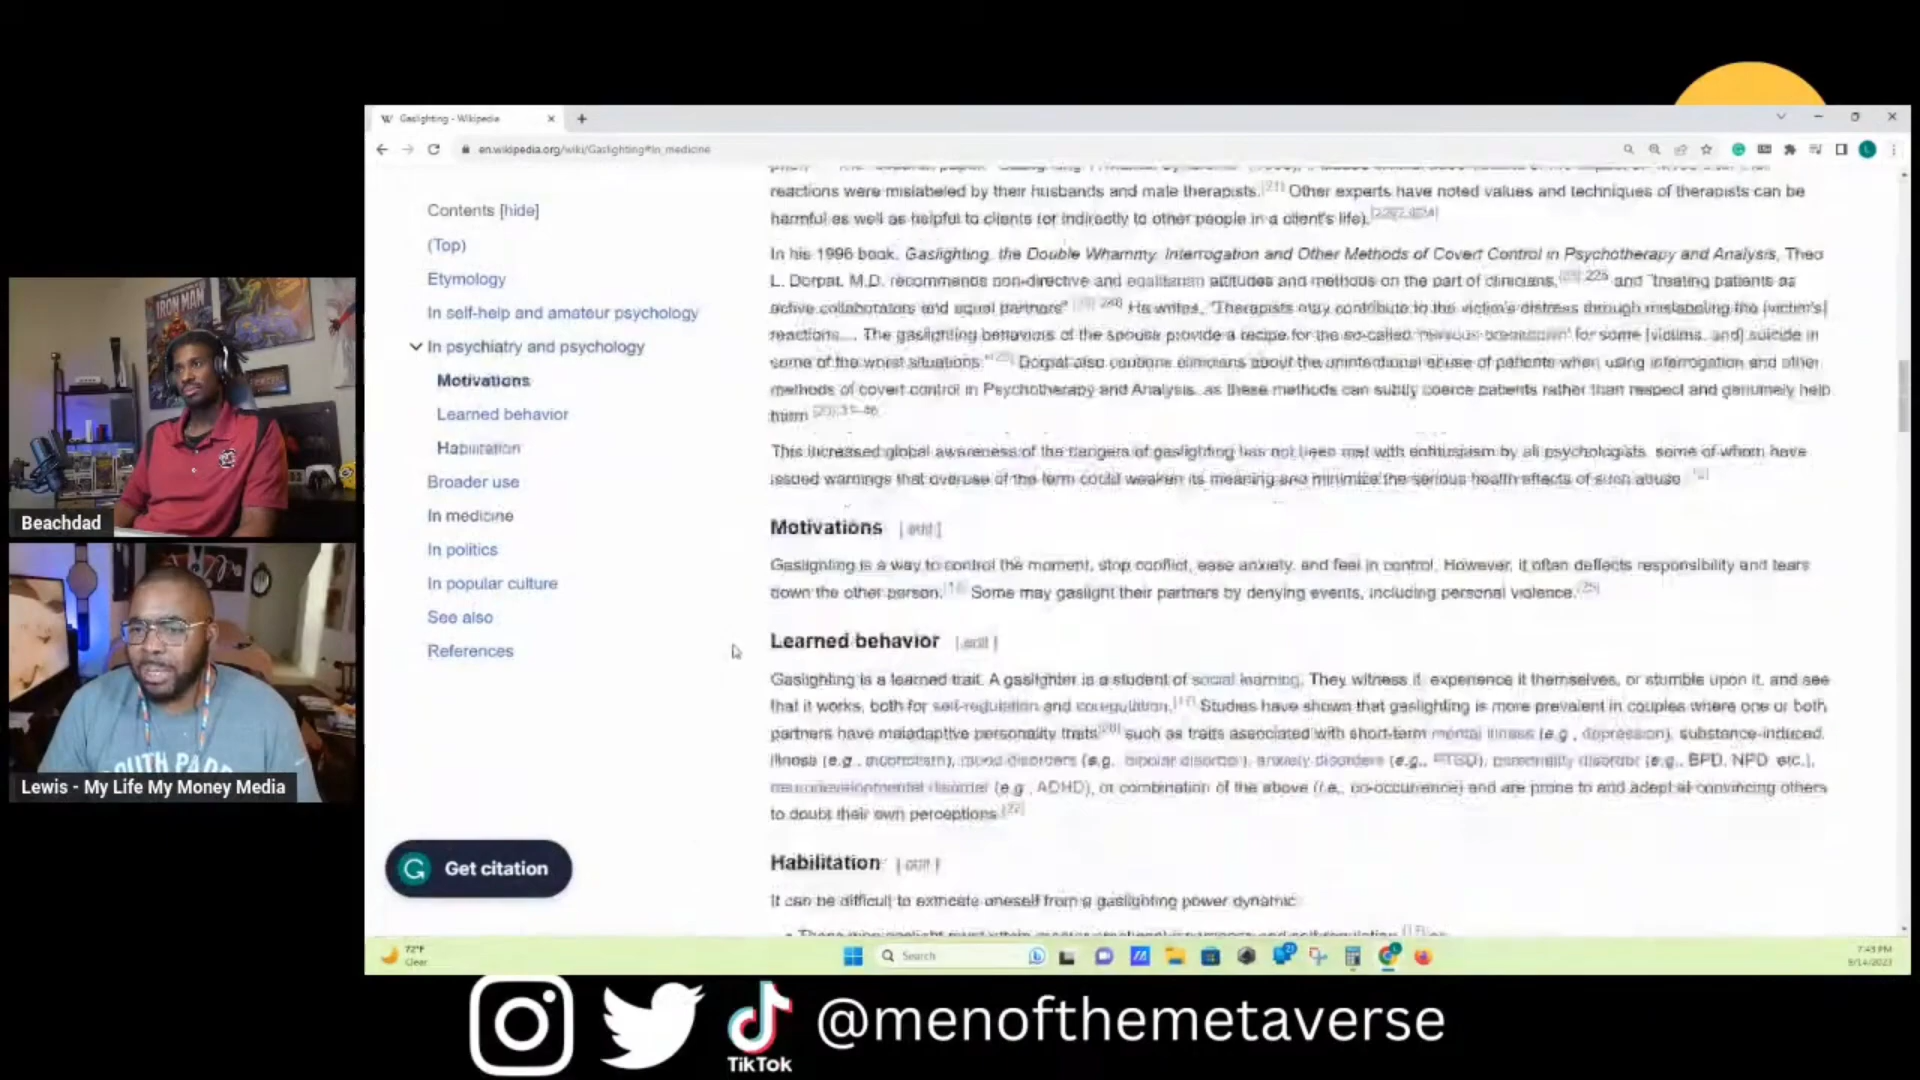 Gaslighting - Wikipedia
en.wikipedia.org/wiki/Gaslighting#In_medicine
Contents [hide]
(Top)
Etymology
In self-help and amateur psychology
In psychiatry and psychology
Motivations
Learned behavior
Habilitation
Broader use
In medicine
In politics
In popular culture
See also
References
Get citation
reactions were mislabeled by their husbands and male therapists.[21] Other experts have noted values and techniques of therapists can be
harmful as well as helpful to clients (or indirectly to other people in a client's life).
In his 1996 book, Gaslighting, the Double Whammy, Interrogation and Other Methods of Covert Control in Psychotherapy and Analysis, Theo
L. Dorpat, M.D. recommends non-directive and egalitarian attitudes and methods on the part of clinicians, 225 and "treating patients as
active collaborators and equal partners". He writes, "Therapists may contribute to the victim's distress through mislabeling the [victim's]
reactions.... The gaslighting behaviors of the spouse provide a recipe for the so-called 'nervous breakdown' for some [victims, and] suicide in
some of the worst situations." Dorpat also cautions clinicians about the unintentional abuse of patients when using interrogation and other
methods of covert control in Psychotherapy and Analysis, as these methods can subtly coerce patients rather than respect and genuinely help
them.
This increased global awareness of the dangers of gaslighting has not been met with enthusiasm by all psychologists, some of whom have
issued warnings that overuse of the term could weaken its meaning and minimize the serious health effects of such abuse.
Motivations [edit]
Gaslighting is a way to control the moment, stop conflict, ease anxiety, and feel in control. However, it often deflects responsibility and tears
down the other person. Some may gaslight their partners by denying events, including personal violence.[25]
Learned behavior [edit]
Gaslighting is a learned trait. A gaslighter is a student of social learning. They witness it, experience it themselves, or stumble upon it, and see
that it works, both for self-regulation and coregulation. Studies have shown that gaslighting is more prevalent in couples where one or both
partners have maladaptive personality traits such as traits associated with short-term mental illness (e.g., depression), substance-induced
illness (e.g., alcoholism), mood disorders (e.g. bipolar disorder), anxiety disorders (e.g., PTSD), personality disorder (e.g., BPD, NPD etc.),
neurodevelopmental disorder (e.g., ADHD), or combination of the above (i.e., co-occurrence) and are prone to and adept at convincing others
to doubt their own perceptions.[22]
Habilitation [edit]
It can be difficult to extricate oneself from a gaslighting power dynamic:
72°F
Clear
Search
21
7:43 PM
9/14/2023
IRON MAN
Beachdad
Lewis - My Life My Money Media
TikTok
@menofthemetaverse